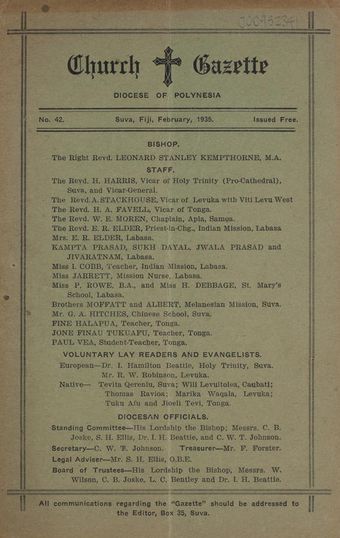 Church Gazette
DIOCESE OF POLYNESIA
No. 42. Suva, Fiji, February, 1935. Issued Free.
BISHOP.
The Right Revd. LEONARD STANLEY KEMPTHORNE, M.A.
STAFF.
The Revd. H. HARRIS, Vicar of Holy Trinity (Pro-Cathedral),
Suva, and Vicar-General.
The Revd. A. STACKHOUSE, Vicar of Levuka with Viti Levu West
The Revd. H. A. FAVELL, Vicar of Tonga.
The Revd. W. E. MOREN, Chaplain, Apia, Samoa.
The Revd. E. R. ELDER, Priest-in-Chg., Indian Mission, Labasa
Mrs. E. R. ELDER, Labasa.
KAMPTA PRASAD, SUKH DAYAL, JWALA PRASAD and
JIVARATNAM, Labasa.
Miss I. COBB, Teacher, Indian Mission, Labasa.
Miss JARRETT, Mission Nurse, Labasa.
Miss P. ROWE, B.A., and Miss H. DEBBAGE, St. Mary's
School, Labasa.
Brothers MOFFATT and ALBERT, Melanesian Mission, Suva.
Mr. G. A. HITCHES, Chinese School, Suva.
FINE HALAPUA, Teacher, Tonga.
JONE FINAU TUKUAFU, Teacher, Tonga.
PAUL VEA, Student-Teacher, Tonga.
VOLUNTARY LAY READERS AND EVANGELISTS.
European—Dr. I. Hamilton Beattie, Holy Trinity, Suva.
Mr. R. W. Robinson, Levuka.
Native— Tevita Qereniu, Suva; Will Levuitolea, Caubati;
Thomas Ravioa; Marika Waqala, Levuka;
Tuku Afu and Jioeli Tevi, Tonga.
DIOCESAN OFFICIALS.
Standing Committee—His Lordship the Bishop; Messrs. C. B.
Joske, S. H. Ellis, Dr. I. H. Beattie, and C. W. T. Johnson.
Secretary—C. W. T. Johnson. Treasurer—Mr. F. Forster.
Legal Adviser—Mr. S. H. Ellis, O.B.E.
Board of Trustees—His Lordship the Bishop, Messrs. W.
Wilson, C. B. Joske, L. C. Bentley and Dr. I. H. Beattie.
All communications regarding the "Gazette" should be addressed to
the Editor, Box 35, Suva.